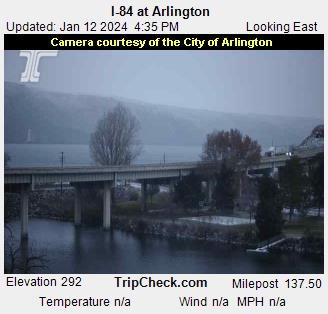 I-84 at Arlington
Updated: Jan 12 2024 4:35 PM Looking East
Camera courtesy of the City of Arlington
Elevation 292 TripCheck.com Milepost 137.50
Temperature n/a Wind n/a MPH n/a